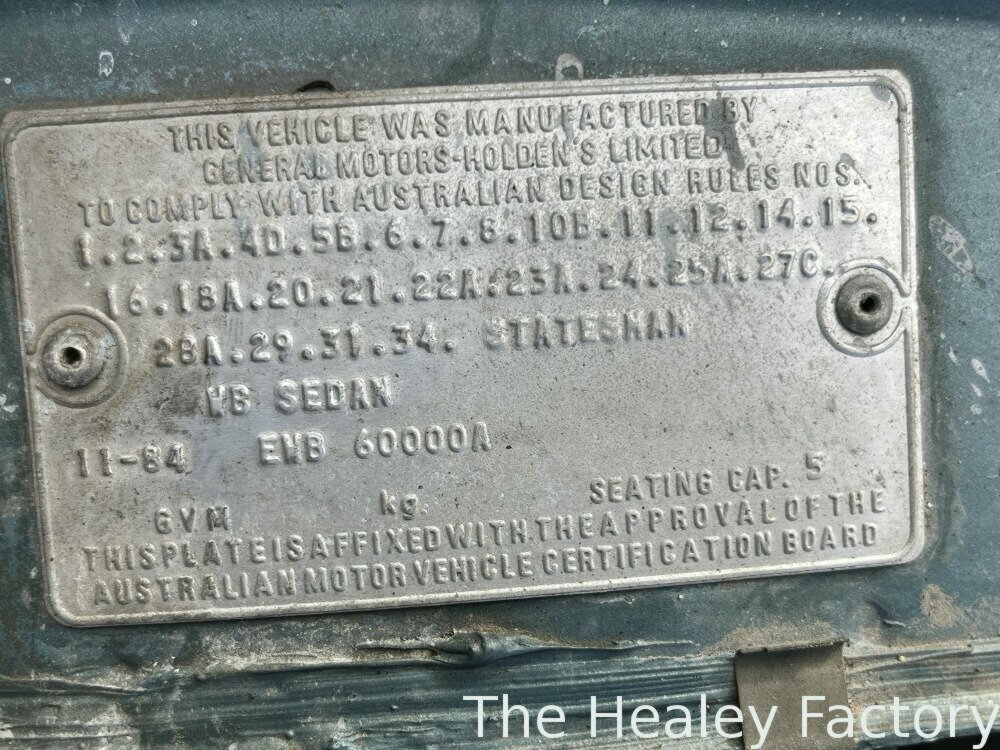 THIS VEHICLE WAS MANUFACTURED BY
GENERAL MOTORS-HOLDEN'S LIMITED
TO COMPLY WITH AUSTRALIAN DESIGN RULES NOS.
1.2.3A.4D.5B.6.7.8.10B.11.12.14.15.
16.18A.20.21.22A.23A.24.25A.27C.
28A.29.31.34. STATESMAN
WB SEDAN
11-84 EWB 60000A
GVM kg. SEATING CAP. 5
THIS PLATE IS AFFIXED WITH THE APPROVAL OF THE
AUSTRALIAN MOTOR VEHICLE CERTIFICATION BOARD
The Healey Factory